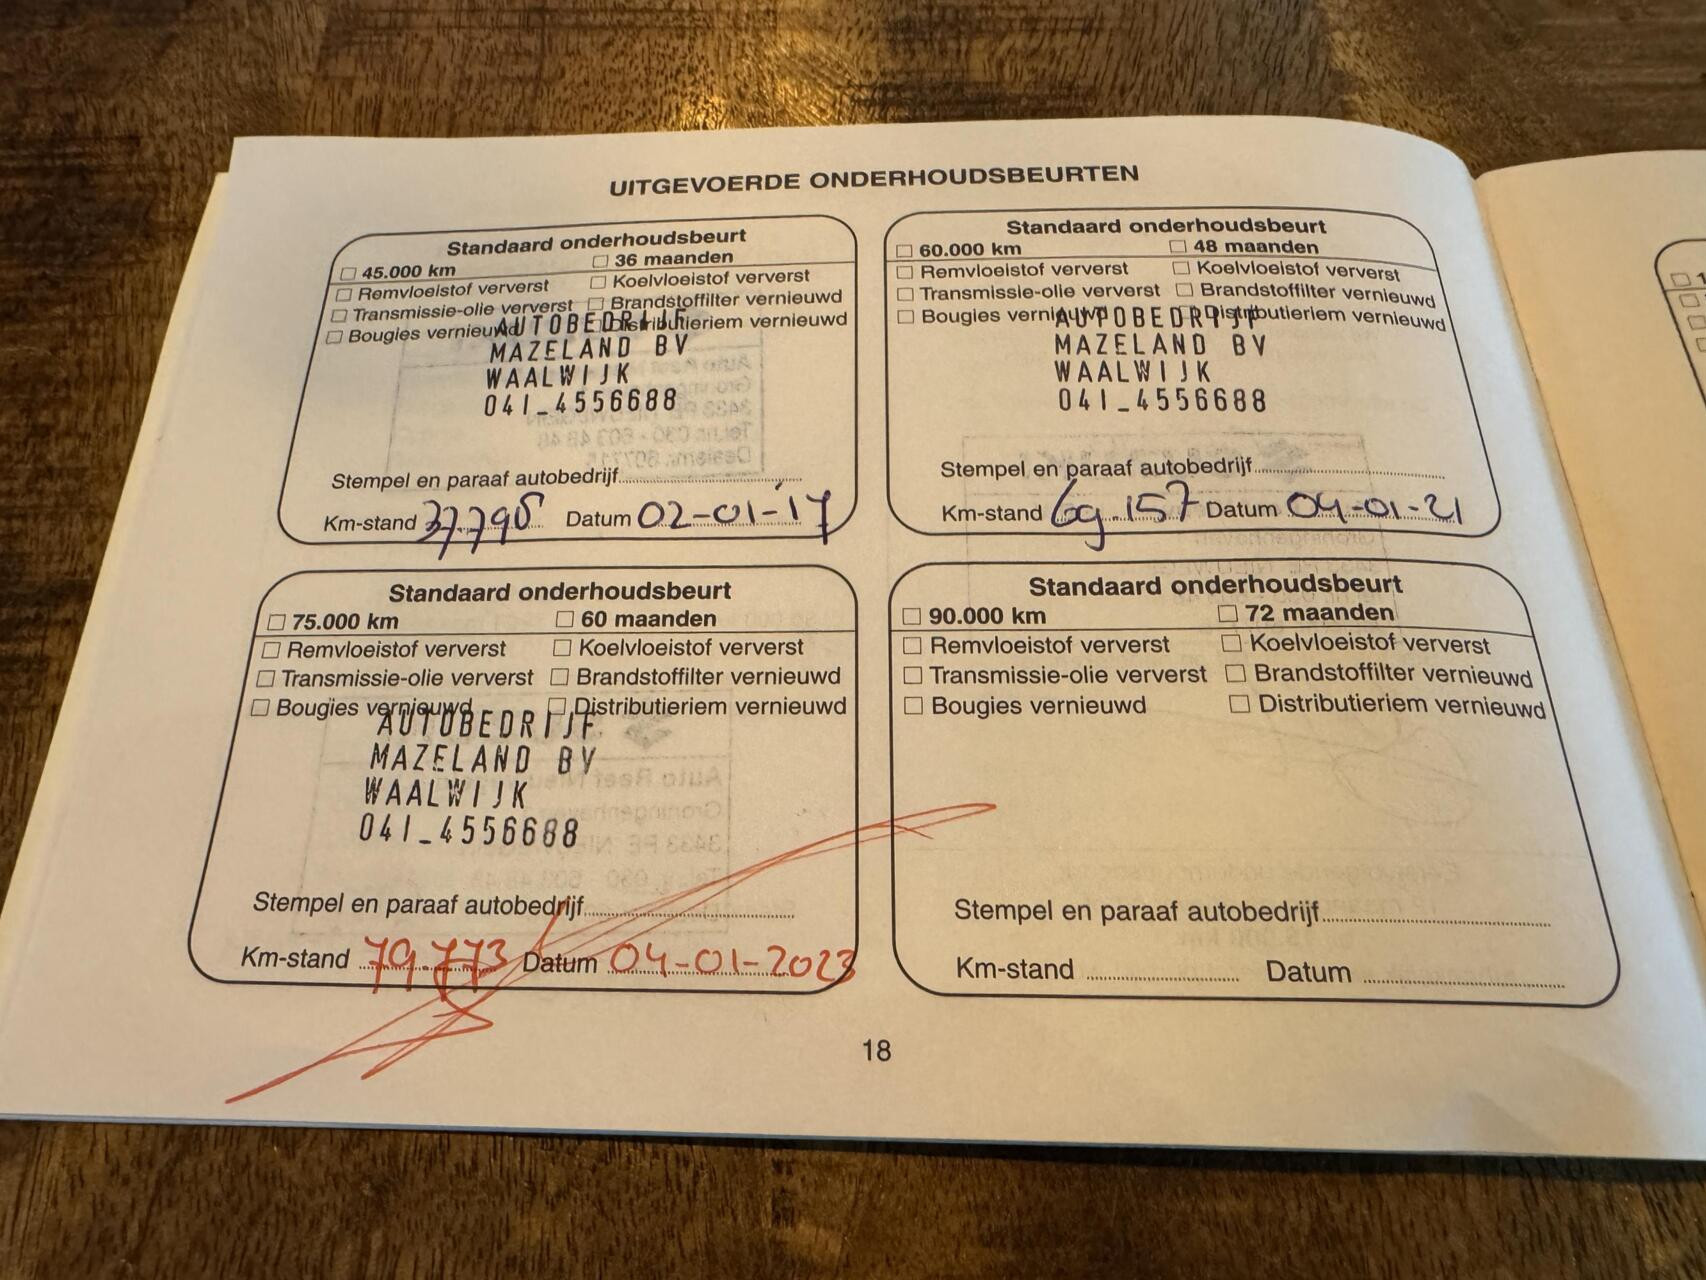 UITGEVOERDE ONDERHOUDSBEURTEN
Standaard onderhoudsbeurt
☐ 45.000 km ☐ 36 maanden
☐ Remvloeistof ververst ☐ Koelvloeistof ververst
☐ Transmissie-olie ververst ☐ Brandstoffilter vernieuwd
☐ Bougies vernieuwd ☐ Distributieriem vernieuwd
AUTOBEDRIJF
MAZELAND BV
WAALWIJK
041_4556688
Stempel en paraaf autobedrijf
Km-stand 37.795 Datum 02-01-'17
Standaard onderhoudsbeurt
☐ 60.000 km ☐ 48 maanden
☐ Remvloeistof ververst ☐ Koelvloeistof ververst
☐ Transmissie-olie ververst ☐ Brandstoffilter vernieuwd
☐ Bougies vernieuwd ☐ Distributieriem vernieuwd
AUTOBEDRIJF
MAZELAND BV
WAALWIJK
041_4556688
Stempel en paraaf autobedrijf
Km-stand 69.157 Datum 04-01-21
Standaard onderhoudsbeurt
☐ 75.000 km ☐ 60 maanden
☐ Remvloeistof ververst ☐ Koelvloeistof ververst
☐ Transmissie-olie ververst ☐ Brandstoffilter vernieuwd
☐ Bougies vernieuwd ☐ Distributieriem vernieuwd
AUTOBEDRIJF
MAZELAND BV
WAALWIJK
041_4556688
Stempel en paraaf autobedrijf
Km-stand 79.773 Datum 04-01-2023
Standaard onderhoudsbeurt
☐ 90.000 km ☐ 72 maanden
☐ Remvloeistof ververst ☐ Koelvloeistof ververst
☐ Transmissie-olie ververst ☐ Brandstoffilter vernieuwd
☐ Bougies vernieuwd ☐ Distributieriem vernieuwd
Stempel en paraaf autobedrijf
Km-stand Datum
18